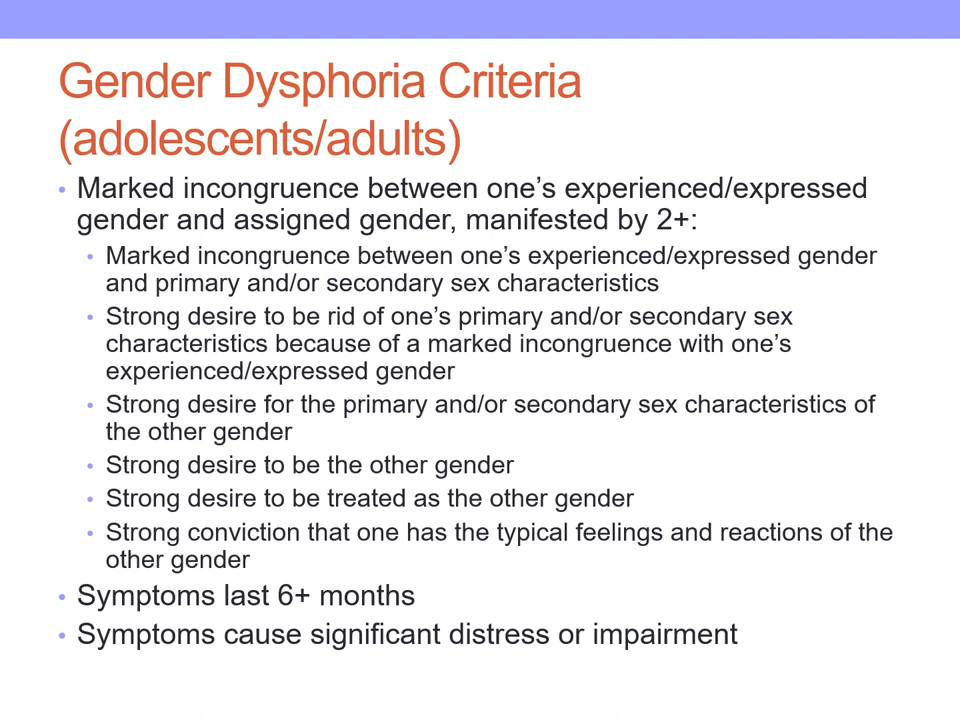 Gender Dysphoria Criteria
(adolescents/adults)
• Marked incongruence between one’s experienced/expressed
gender and assigned gender, manifested by 2+:
• Marked incongruence between one’s experienced/expressed gender
and primary and/or secondary sex characteristics
• Strong desire to be rid of one’s primary and/or secondary sex
characteristics because of a marked incongruence with one’s
experienced/expressed gender
• Strong desire for the primary and/or secondary sex characteristics of
the other gender
• Strong desire to be the other gender
• Strong desire to be treated as the other gender
• Strong conviction that one has the typical feelings and reactions of the
other gender
• Symptoms last 6+ months
• Symptoms cause significant distress or impairment